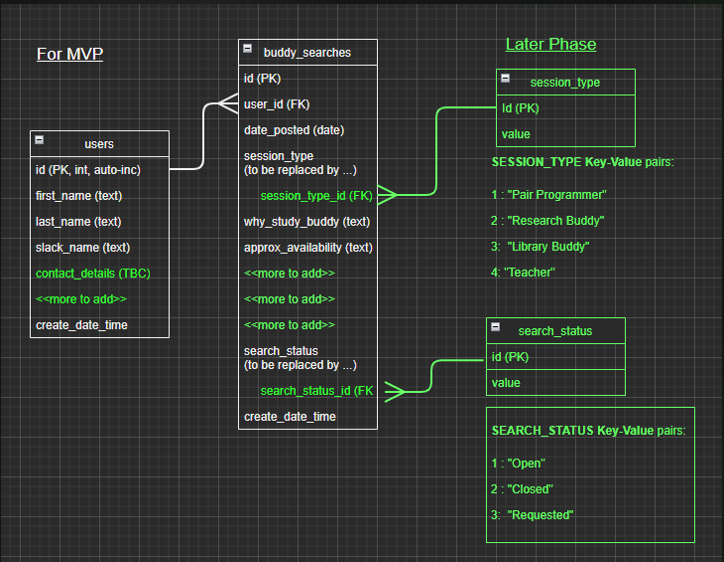 For MVP
users
id (PK, int, auto-inc)
first_name (text)
last_name (text)
slack_name (text)
contact_details (TBC)
<<more to add>>
create_date_time
buddy_searches
id (PK)
user_id (FK)
date_posted (date)
session_type
(to be replaced by ...)
session_type_id (FK)
why_study_buddy (text)
approx_availability (text)
<<more to add>>
<<more to add>>
<<more to add>>
search_status
(to be replaced by ...)
search_status_id (FK
create_date_time
Later Phase
session_type
Id (PK)
value
SESSION_TYPE Key-Value pairs:
1 : "Pair Programmer"
2 : "Research Buddy"
3: "Library Buddy"
4: "Teacher"
search_status
id (PK)
value
SEARCH_STATUS Key-Value pairs:
1 : "Open"
2 : "Closed"
3: "Requested"